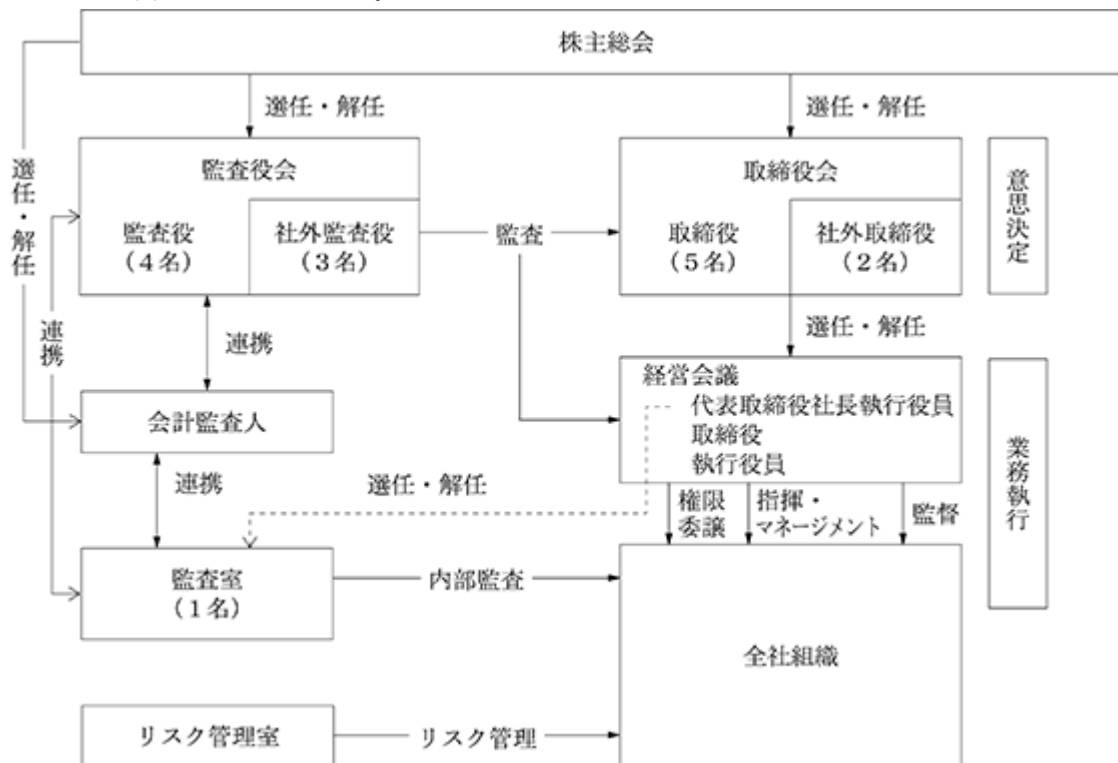 株主総会
選任・解任
選任・解任
選任・解任
監査役会
監査役
(4名)
社外監査役
(3名)
監査
取締役会
取締役
(5名)
社外取締役
(2名)
意思決定
連携
連携
選任・解任
会計監査人
経営会議
代表取締役社長執行役員
取締役
執行役員
業務執行
連携
選任・解任
権限
委譲
指揮・
マネージメント
監督
監査室
(1名)
内部監査
全社組織
リスク管理室
リスク管理